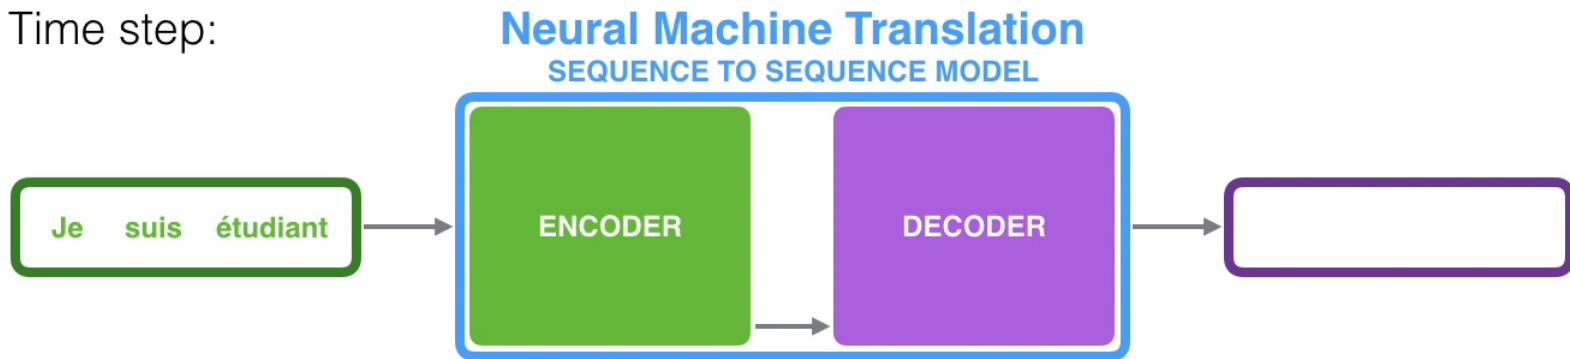 Time step:
Neural Machine Translation
SEQUENCE TO SEQUENCE MODEL
Je suis étudiant
ENCODER
DECODER